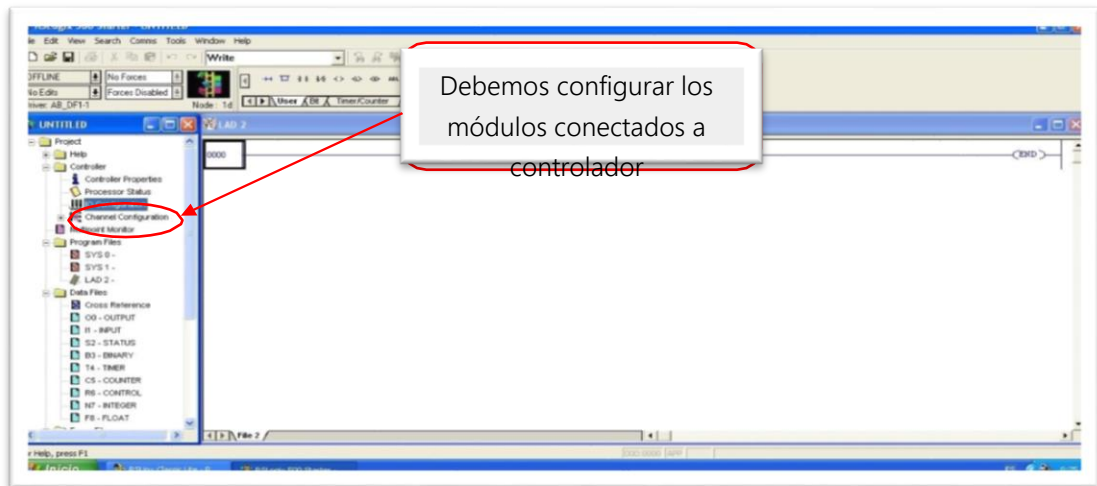 File Edit View Search Comms Tools Window Help
Write
OFFLINE No Forces
No Edits Forces Disabled
Driver: AB_DF1-1 Node: 1d
User Bit Timer/Counter
Debemos configurar los
módulos conectados a
controlador
UNTITLED
LAD 2
Project
Help
Controller
Controller Properties
Processor Status
Channel Configuration
Multipoint Monitor
Program Files
SYS 0 -
SYS 1 -
LAD 2 -
Data Files
Cross Reference
O0 - OUTPUT
I1 - INPUT
S2 - STATUS
B3 - BINARY
T4 - TIMER
C5 - COUNTER
R6 - CONTROL
N7 - INTEGER
F8 - FLOAT
0000
END
File 2
For Help, press F1
Inicio